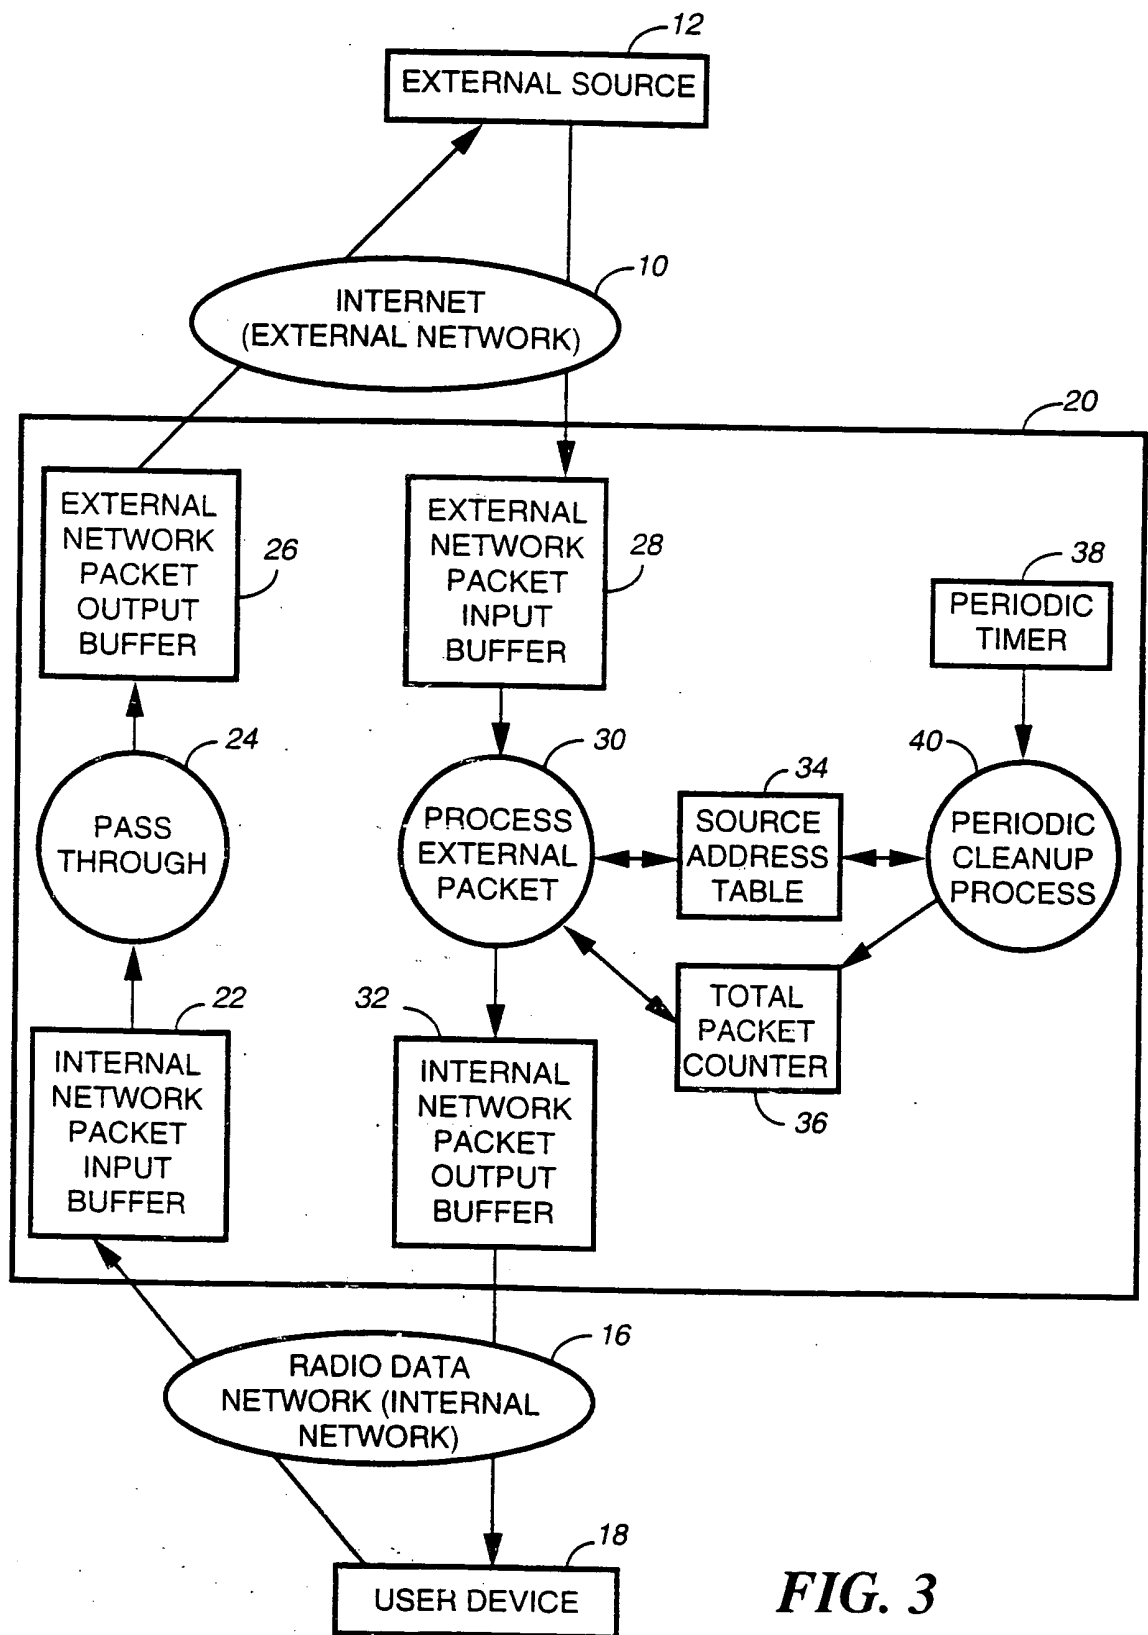 12
EXTERNAL SOURCE
10
INTERNET
(EXTERNAL NETWORK)
20
EXTERNAL
NETWORK
PACKET
OUTPUT
BUFFER
26
EXTERNAL
NETWORK
PACKET
INPUT
BUFFER
28
38
PERIODIC
TIMER
24
PASS
THROUGH
30
PROCESS
EXTERNAL
PACKET
34
SOURCE
ADDRESS
TABLE
40
PERIODIC
CLEANUP
PROCESS
22
INTERNAL
NETWORK
PACKET
INPUT
BUFFER
32
INTERNAL
NETWORK
PACKET
OUTPUT
BUFFER
TOTAL
PACKET
COUNTER
36
16
RADIO DATA
NETWORK (INTERNAL
NETWORK)
18
USER DEVICE
FIG. 3